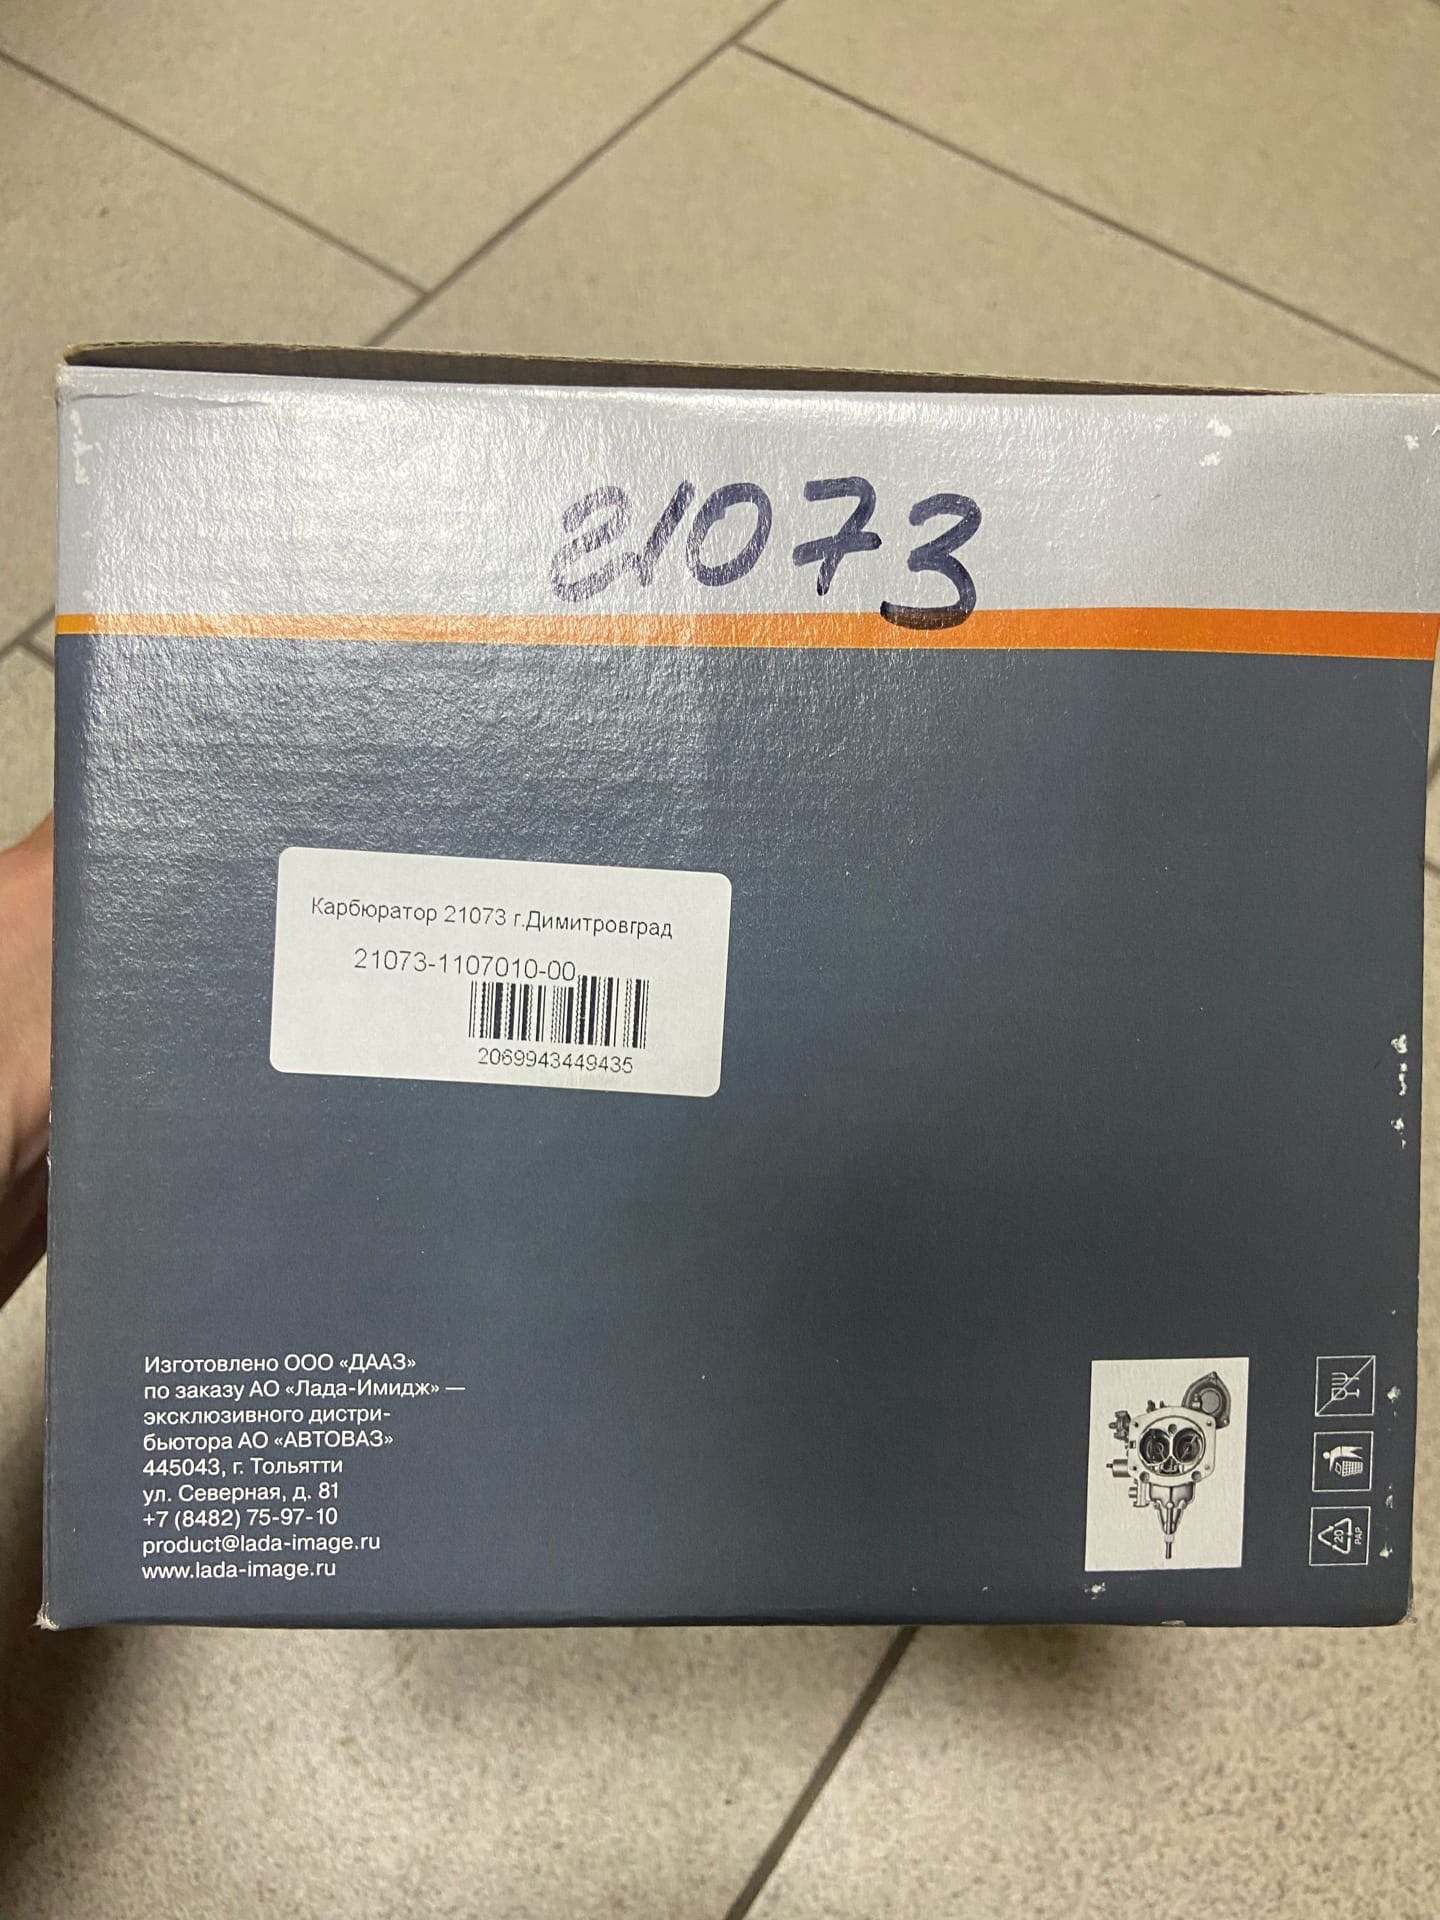 21073
Карбюратор 21073 г.Димитровград
21073-1107010-00
2069943449435
Изготовлено ООО «ДААЗ»
по заказу АО «Лада-Имидж» —
эксклюзивного дистри-
бьютора АО «АВТОВАЗ»
445043, г. Тольятти
ул. Северная, д. 81
+7 (8482) 75-97-10
product@lada-image.ru
www.lada-image.ru
20
PAP